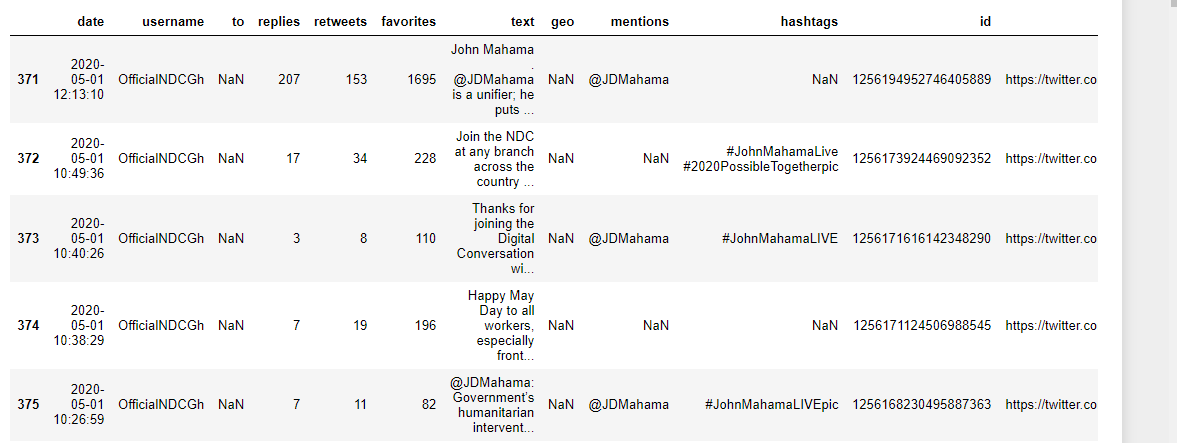 date username to replies retweets favorites text geo mentions hashtags id
371 2020-05-01 12:13:10 OfficialNDCGh NaN 207 153 1695 John Mahama . @JDMahama is a unifier; he puts ... NaN @JDMahama NaN 1256194952746405889 https://twitter.co
372 2020-05-01 10:49:36 OfficialNDCGh NaN 17 34 228 Join the NDC at any branch across the country ... NaN NaN #JohnMahamaLive #2020PossibleTogetherpic 1256173924469092352 https://twitter.co
373 2020-05-01 10:40:26 OfficialNDCGh NaN 3 8 110 Thanks for joining the Digital Conversation wi... NaN @JDMahama #JohnMahamaLIVE 1256171616142348290 https://twitter.co
374 2020-05-01 10:38:29 OfficialNDCGh NaN 7 19 196 Happy May Day to all workers, especially front... NaN NaN NaN 1256171124506988545 https://twitter.co
375 2020-05-01 10:26:59 OfficialNDCGh NaN 7 11 82 @JDMahama: Government's humanitarian intervent... NaN @JDMahama #JohnMahamaLIVEpic 1256168230495887363 https://twitter.co